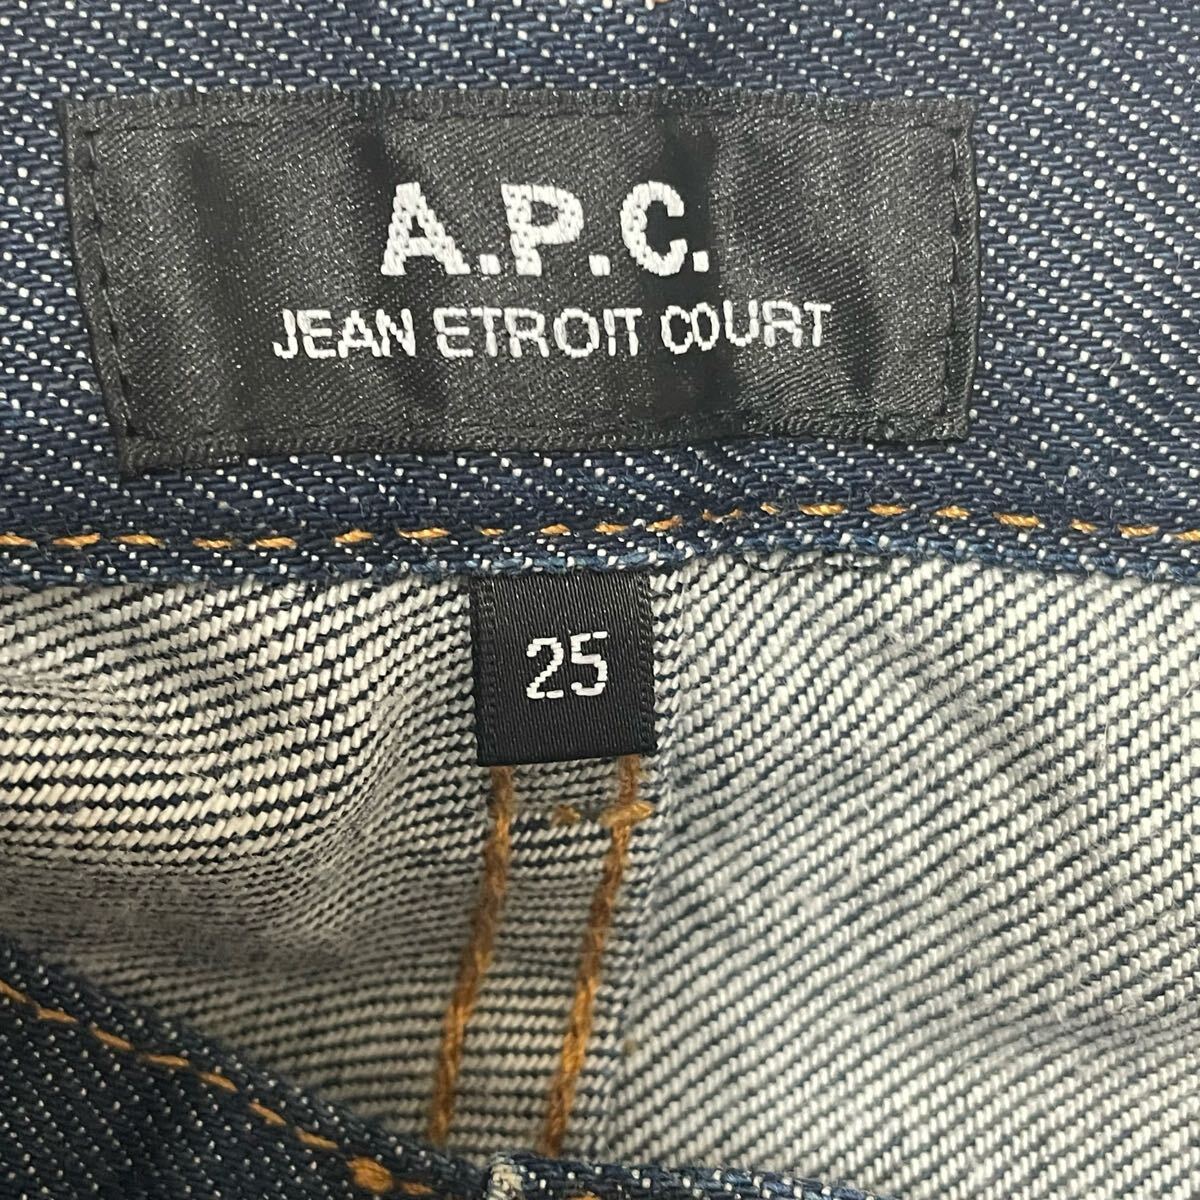 A.P.C.
JEAN ETROIT COURT
25